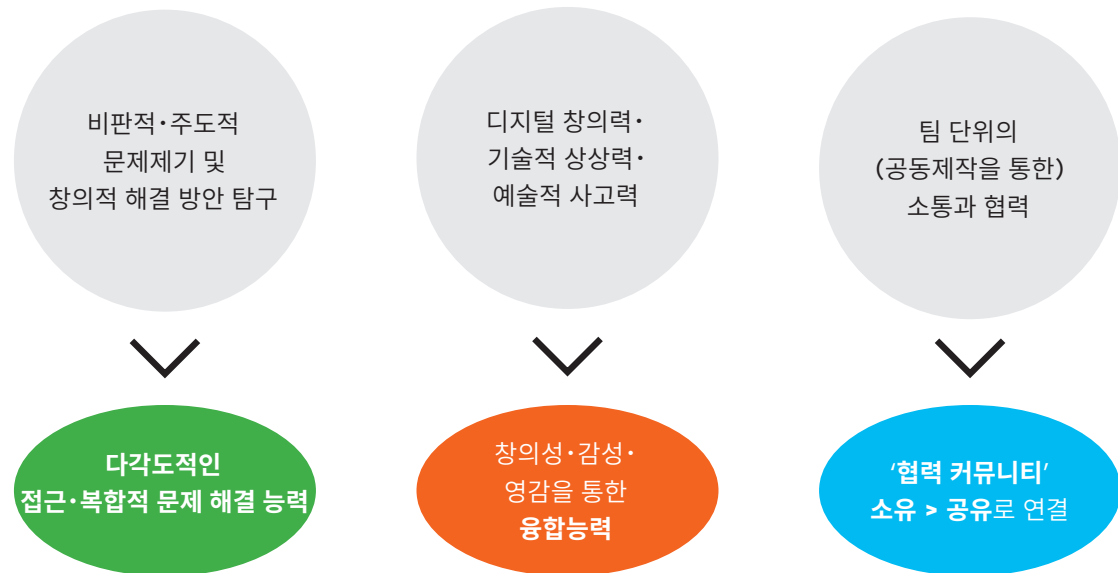 비판적·주도적
문제제기 및
창의적 해결 방안 탐구
디지털 창의력·
기술적 상상력·
예술적 사고력
팀 단위의
(공동제작을 통한)
소통과 협력
다각도적인
접근·복합적 문제 해결 능력
창의성·감성·
영감을 통한
융합능력
‘협력 커뮤니티’
소유 > 공유로 연결